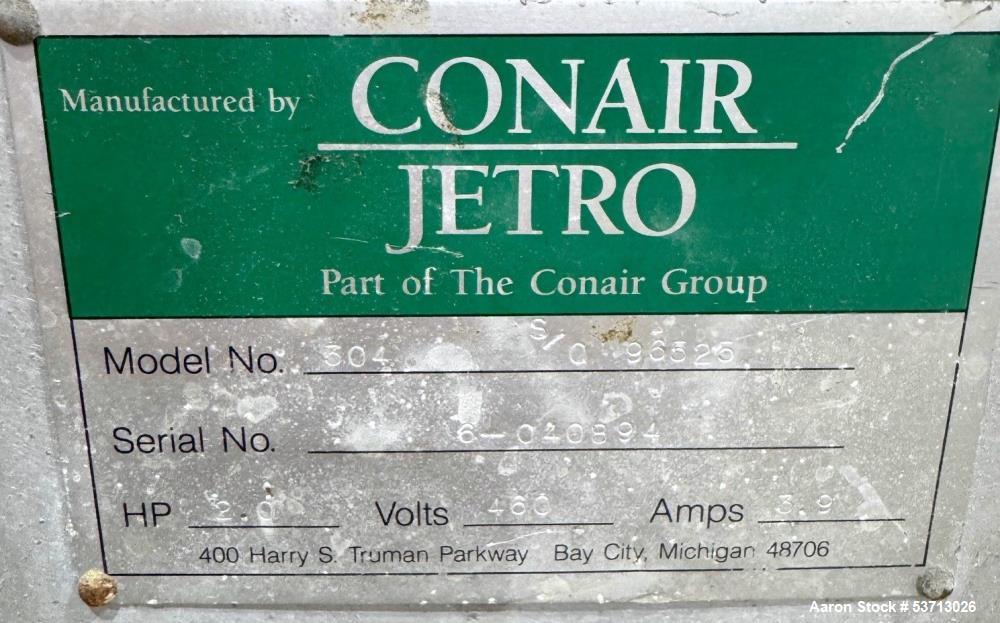 Manufactured by CONAIR
JETRO
Part of The Conair Group
Model No. 304 S/O 96525
Serial No. 6-040894
HP 2.0 Volts 460 Amps 3.9
400 Harry S. Truman Parkway Bay City, Michigan 48706
Aaron Stock # 53713026